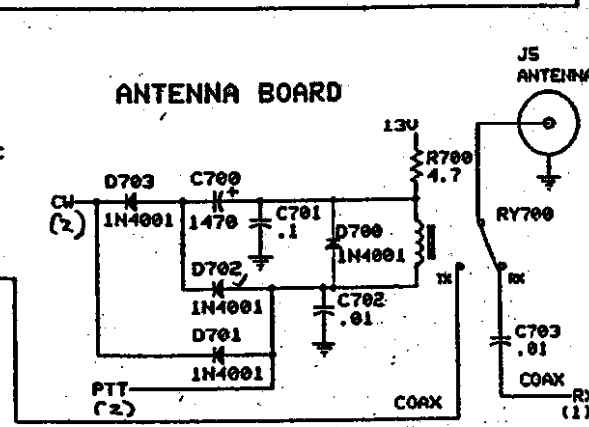 J5
ANTENNA
ANTENNA BOARD
13V
R700
4.7
D703
C700
+
CW
(2)
1N4001
1470
C701
.1
D700
1N4001
RY700
D702
1N4001
TX
RX
C702
.01
D701
1N4001
C703
.01
PTT
(2)
COAX
COAX
RX
(1)